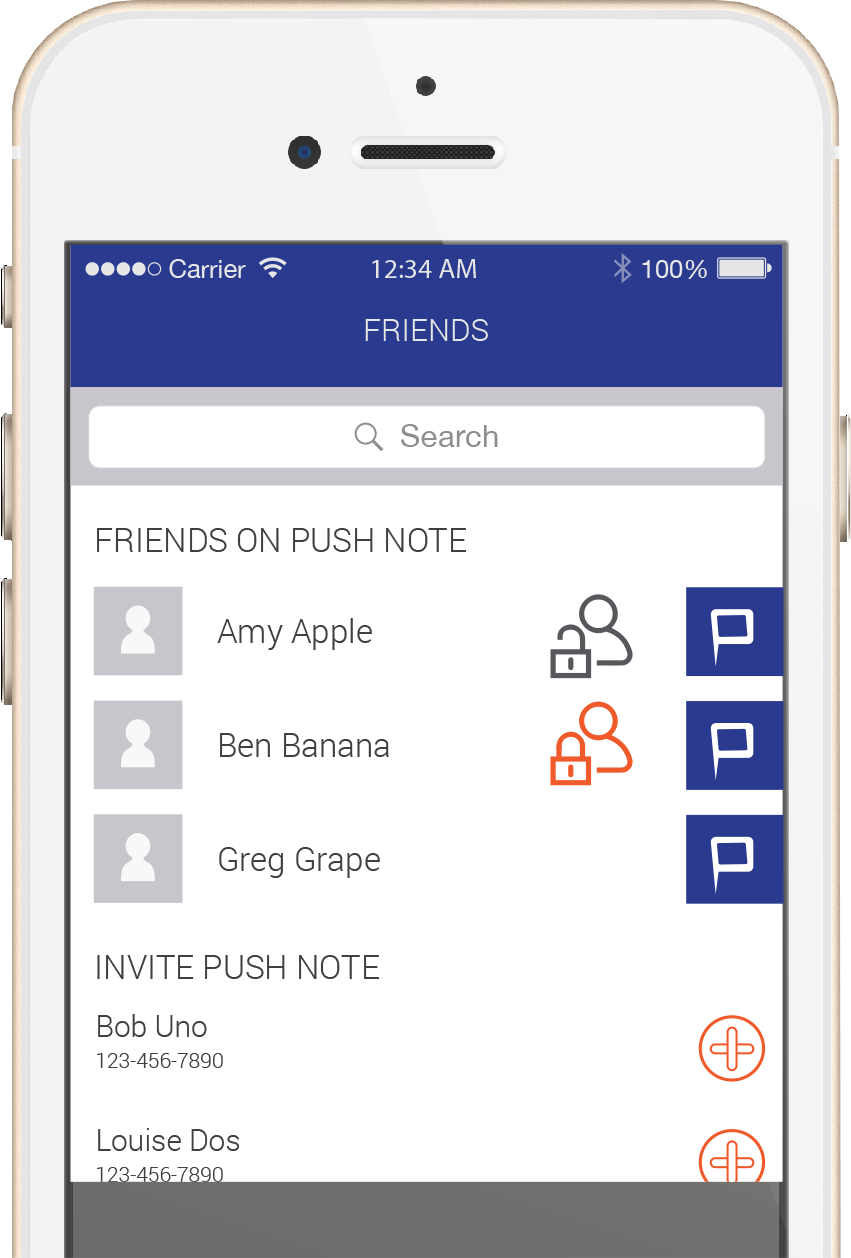 Carrier 12:34 AM 100%
FRIENDS
Search
FRIENDS ON PUSH NOTE
Amy Apple
Ben Banana
Greg Grape
INVITE PUSH NOTE
Bob Uno
123-456-7890
Louise Dos
123-456-7890